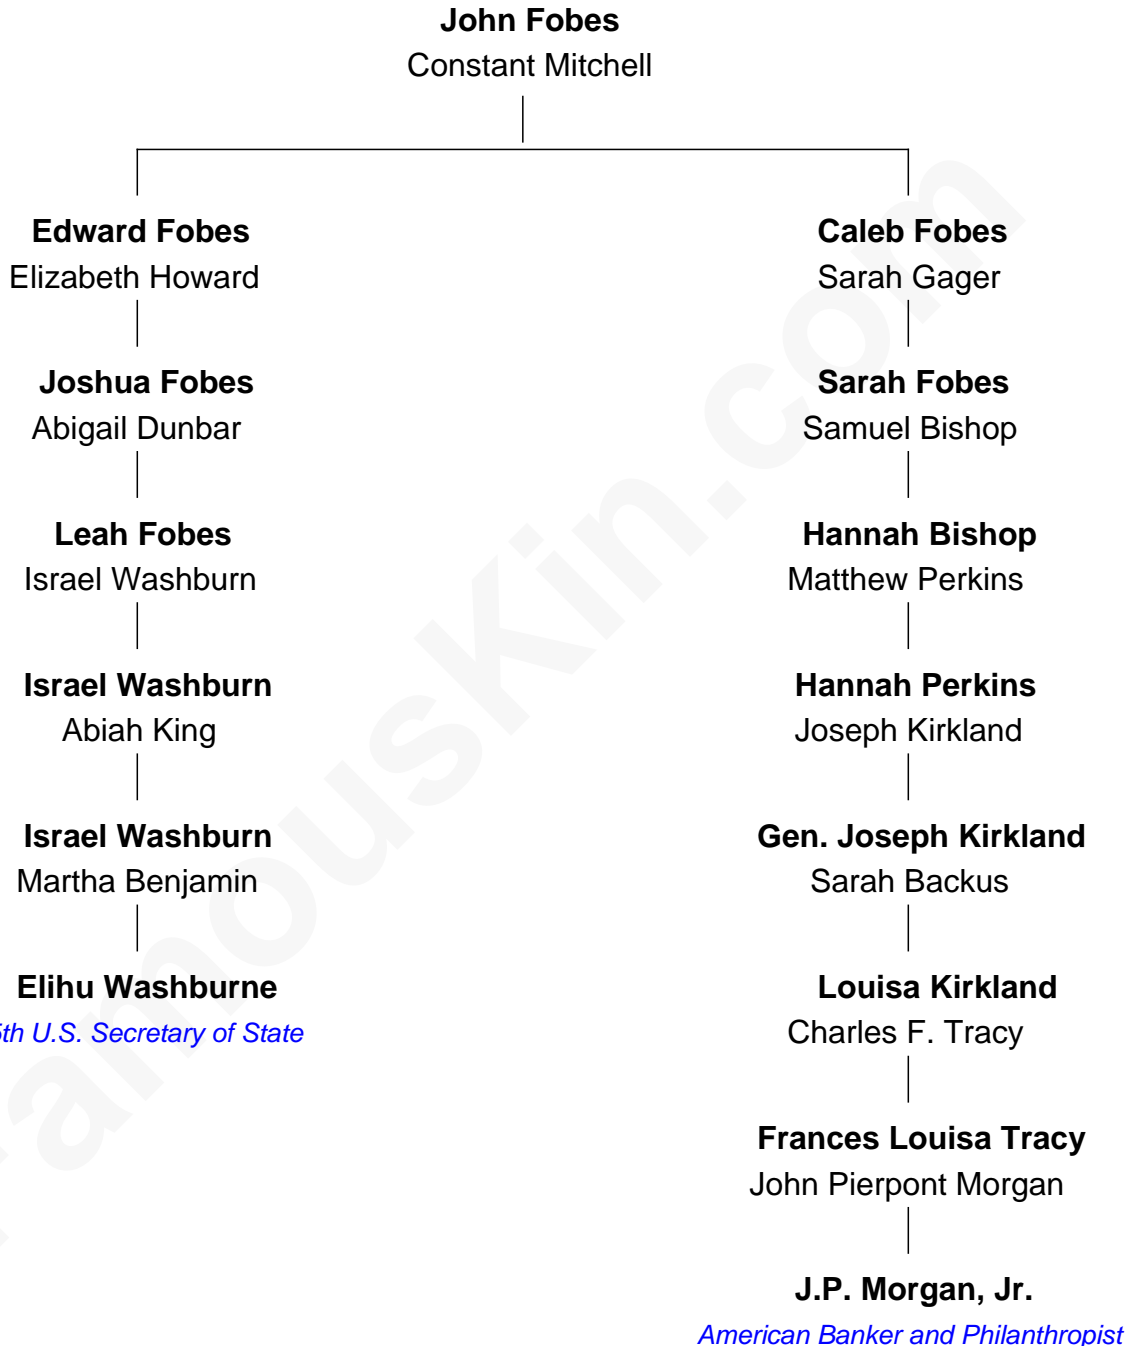 John Fobes
Constant Mitchell
Edward Fobes
Elizabeth Howard
Caleb Fobes
Sarah Gager
Joshua Fobes
Abigail Dunbar
Sarah Fobes
Samuel Bishop
Leah Fobes
Israel Washburn
Hannah Bishop
Matthew Perkins
Israel Washburn
Abiah King
Hannah Perkins
Joseph Kirkland
Israel Washburn
Martha Benjamin
Gen. Joseph Kirkland
Sarah Backus
Elihu Washburne
5th U.S. Secretary of State
Louisa Kirkland
Charles F. Tracy
Frances Louisa Tracy
John Pierpont Morgan
J.P. Morgan, Jr.
American Banker and Philanthropist
FamousKin.com